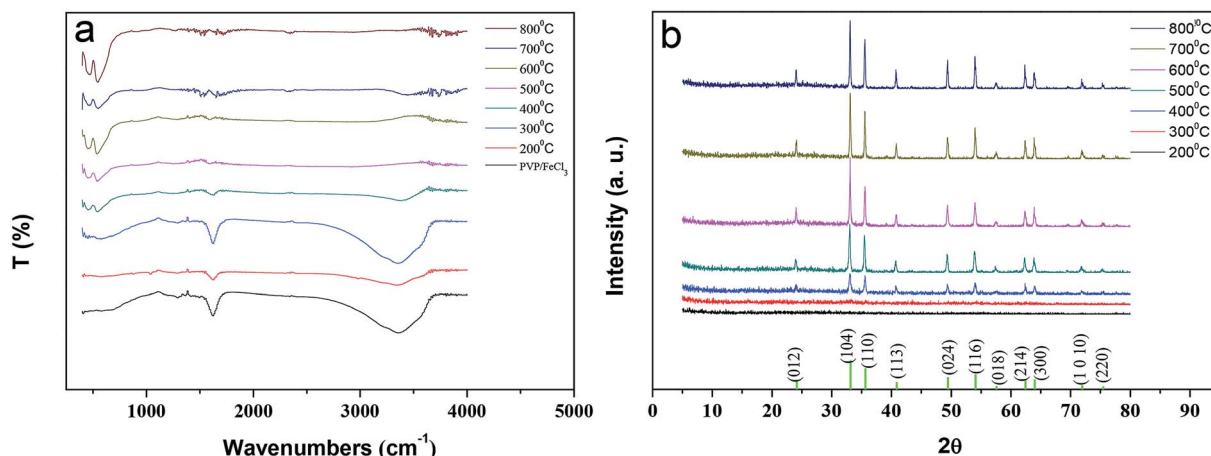 a
800⁰C
700⁰C
600⁰C
500⁰C
400⁰C
300⁰C
200⁰C
PVP/FeCl₃
T (%)
1000 2000 3000 4000 5000
Wavenumbers (cm⁻¹)
b
800¹⁰C
700⁰C
600⁰C
500⁰C
400⁰C
300⁰C
200⁰C
Intensity (a. u.)
(012)
(104)
(110)
(113)
(024)
(116)
(018)
(214)
(300)
(1 0 10)
(220)
0 10 20 30 40 50 60 70 80 90
2θ